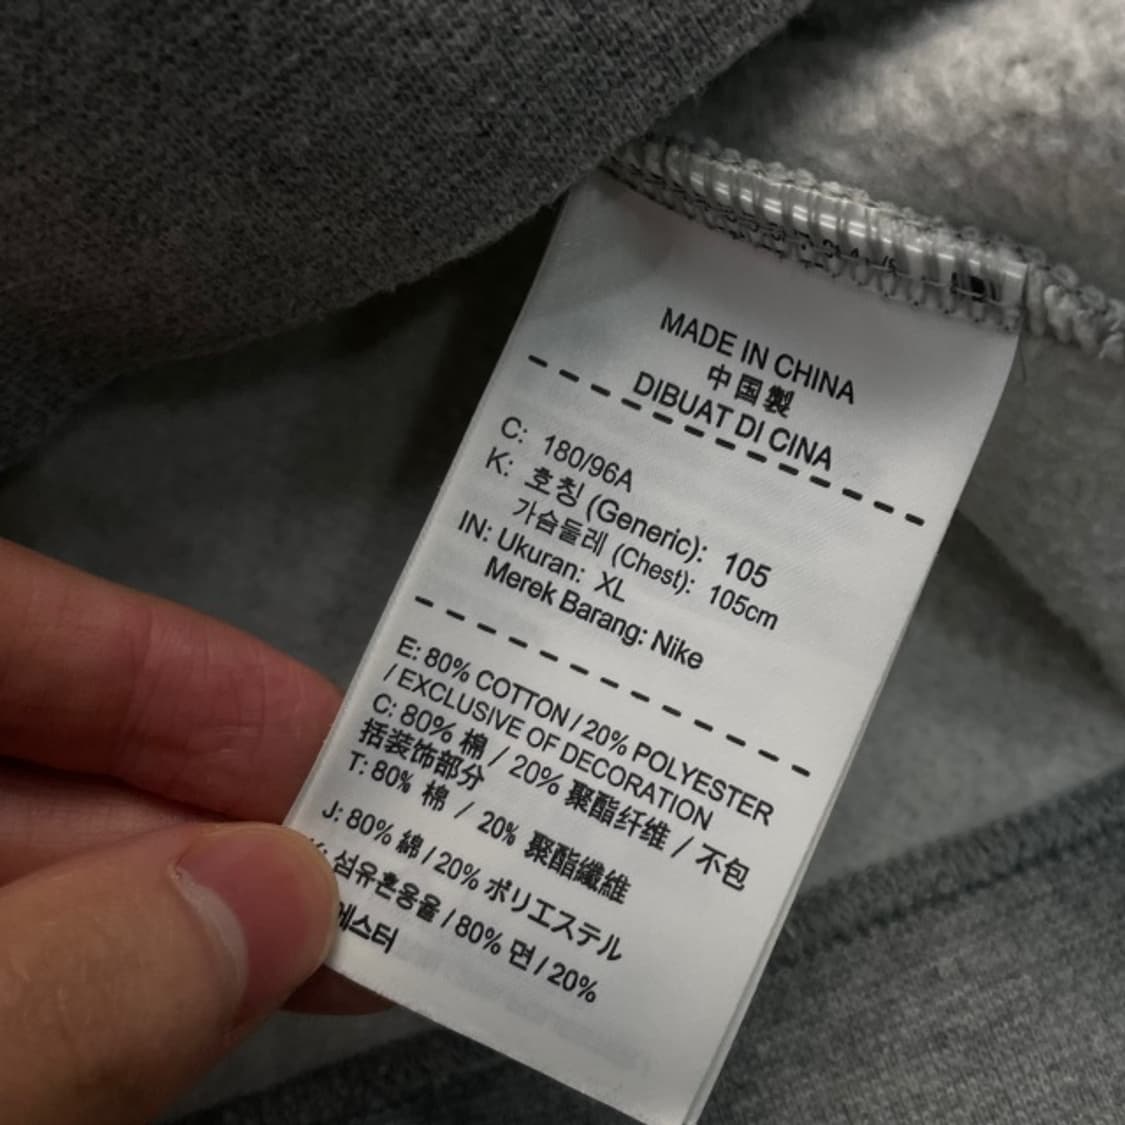 MADE IN CHINA
中国製
DIBUAT DI CINA
C: 180/96A
K: 호칭 (Generic): 105
가슴둘레 (Chest): 105cm
IN: Ukuran: XL
Merek Barang: Nike
E: 80% COTTON / 20% POLYESTER
/ EXCLUSIVE OF DECORATION
C: 80% 棉 / 20% 聚酯纤维 / 不包
括装饰部分
T: 80% 棉 / 20% 聚酯纖維
J: 80% 綿 / 20% ポリエステル
섬유혼용율 / 80% 면 / 20%
에스터